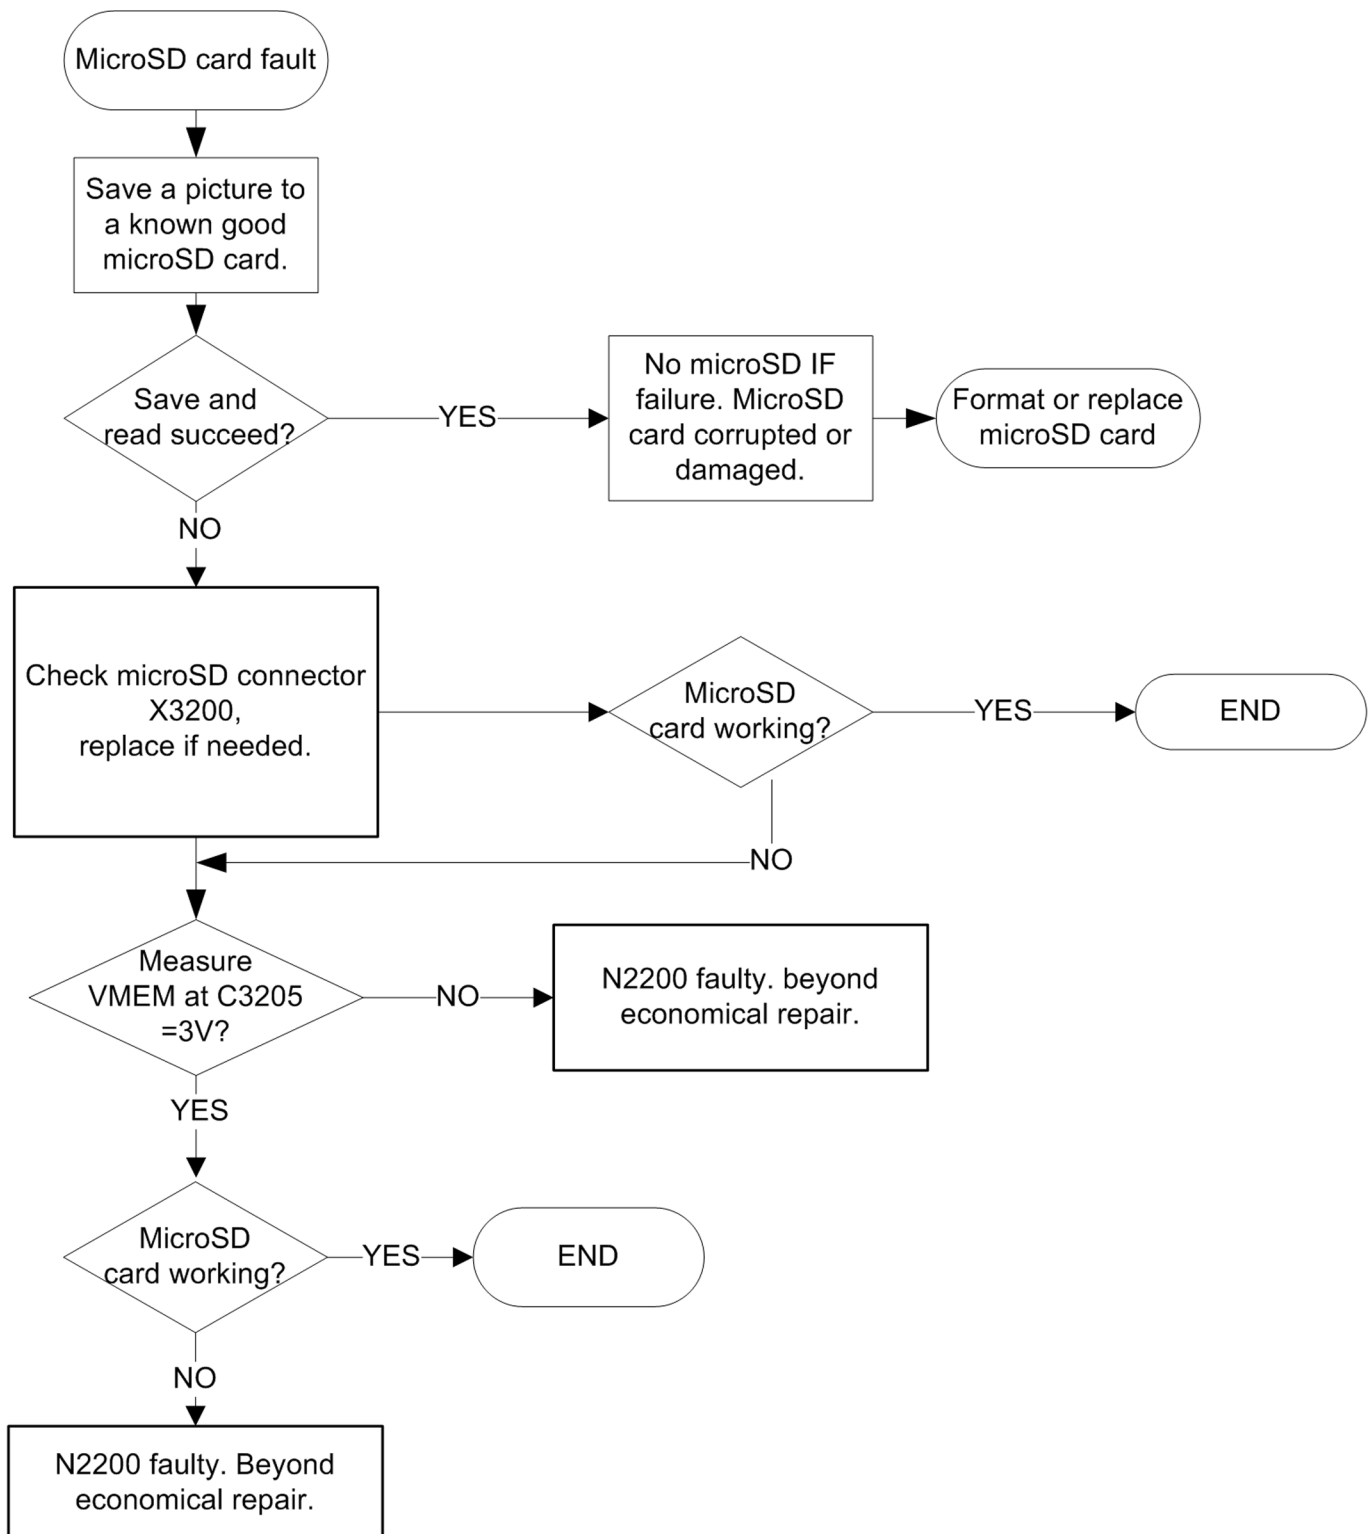 MicroSD card fault
Save a picture to
a known good
microSD card.
Save and
read succeed?
YES
No microSD IF
failure. MicroSD
card corrupted or
damaged.
Format or replace
microSD card
NO
Check microSD connector
X3200,
replace if needed.
MicroSD
card working?
YES
END
NO
Measure
VMEM at C3205
=3V?
NO
N2200 faulty. beyond
economical repair.
YES
MicroSD
card working?
YES
END
NO
N2200 faulty. Beyond
economical repair.